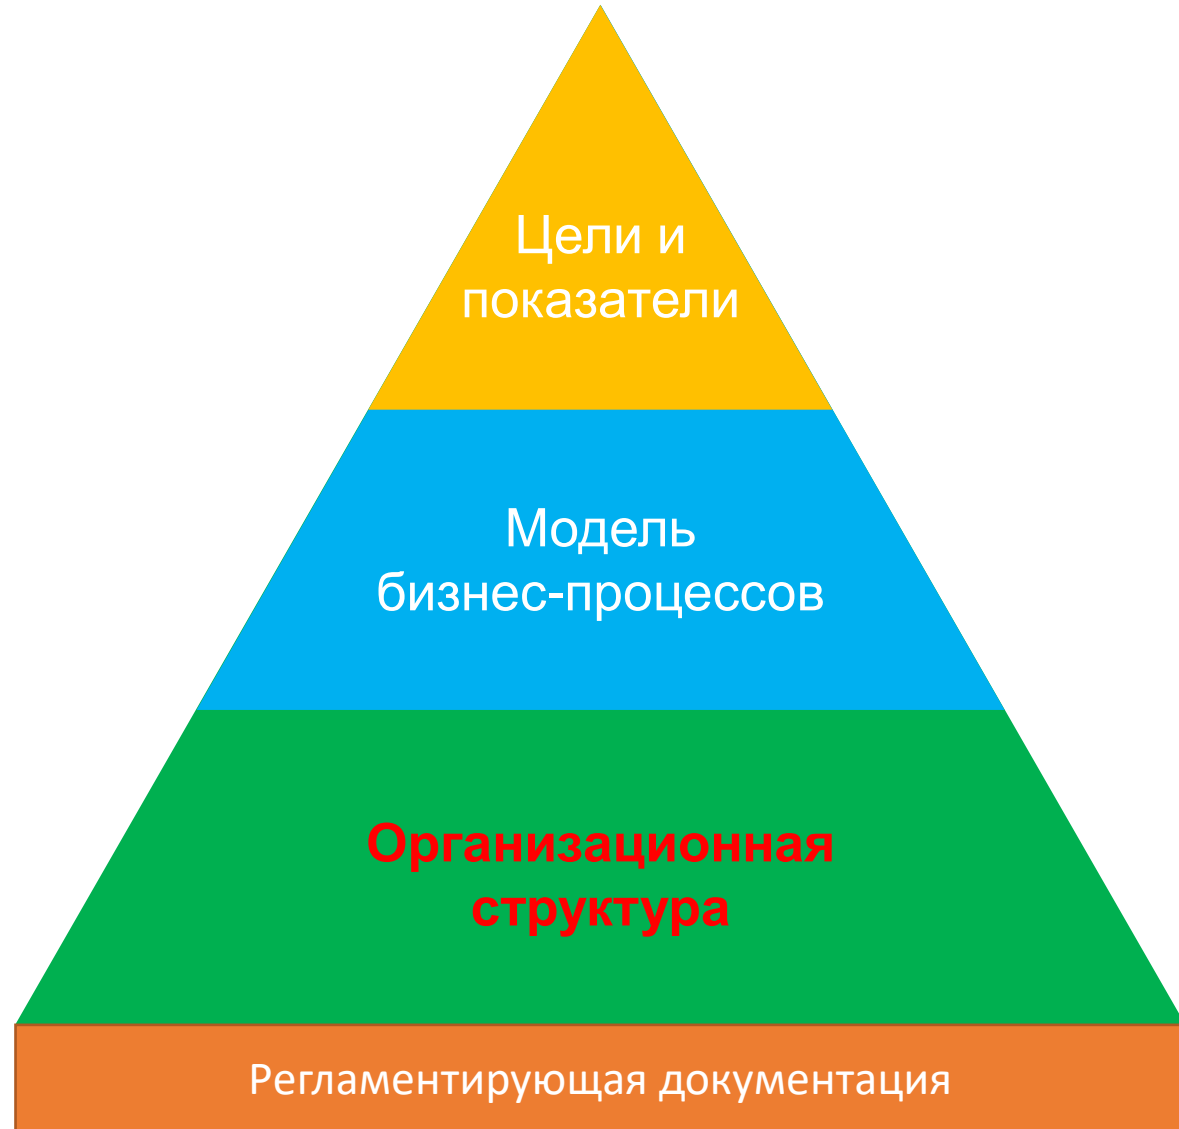 Цели и
показатели
Модель
бизнес-процессов
Организационная
структура
Регламентирующая документация